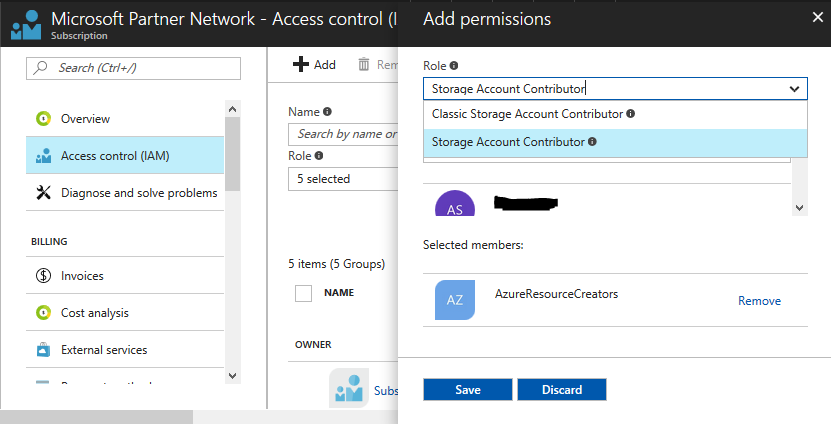 Microsoft Partner Network - Access control (I
Subscription
Search (Ctrl+/)
Overview
Access control (IAM)
Diagnose and solve problems
BILLING
Invoices
Cost analysis
External services
Add
Rem
Name
Search by name or
Role
5 selected
5 items (5 Groups)
NAME
OWNER
Subs
Add permissions
Role
Storage Account Contributor
Classic Storage Account Contributor
Storage Account Contributor
AS
Selected members:
AZ
AzureResourceCreators
Remove
Save
Discard